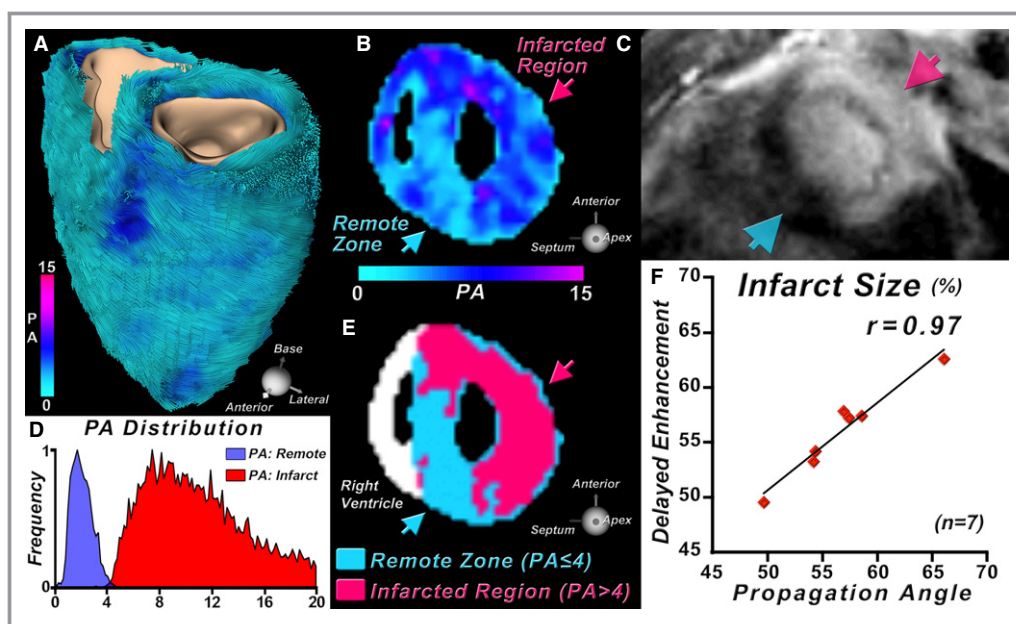 A
15
P
A
0
Base
Anterior
Lateral
B
Infarcted
Region
Remote
Zone
Anterior
Septum
Apex
0
PA
15
C
D
PA Distribution
PA: Remote
PA: Infarct
Frequency
1
0
0
4
8
12
16
20
E
Right
Ventricle
Anterior
Septum
Apex
Remote Zone (PA≤4)
Infarcted Region (PA>4)
F
Infarct Size (%)
r=0.97
Delayed Enhancement
70
65
60
55
50
45
(n=7)
45
50
55
60
65
70
Propagation Angle